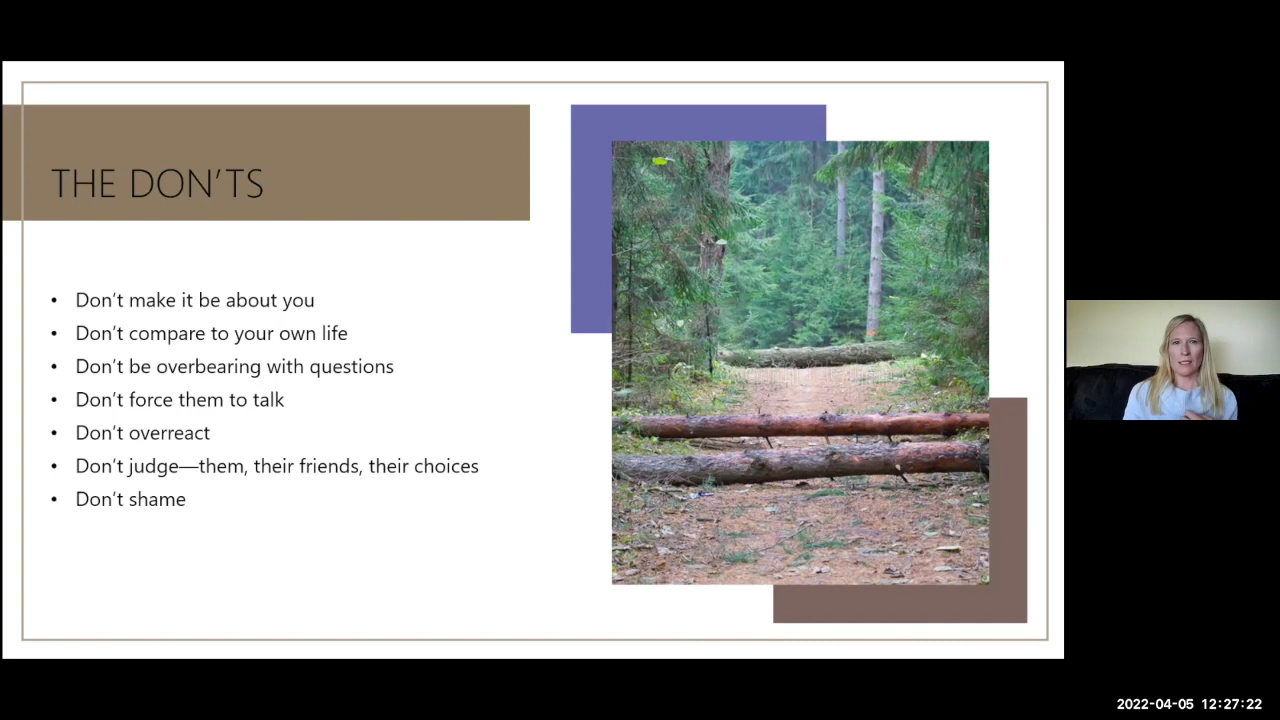 THE DON'TS
• Don't make it be about you
• Don't compare to your own life
• Don't be overbearing with questions
• Don't force them to talk
• Don't overreact
• Don't judge—them, their friends, their choices
• Don't shame
2022-04-05 12:27:22